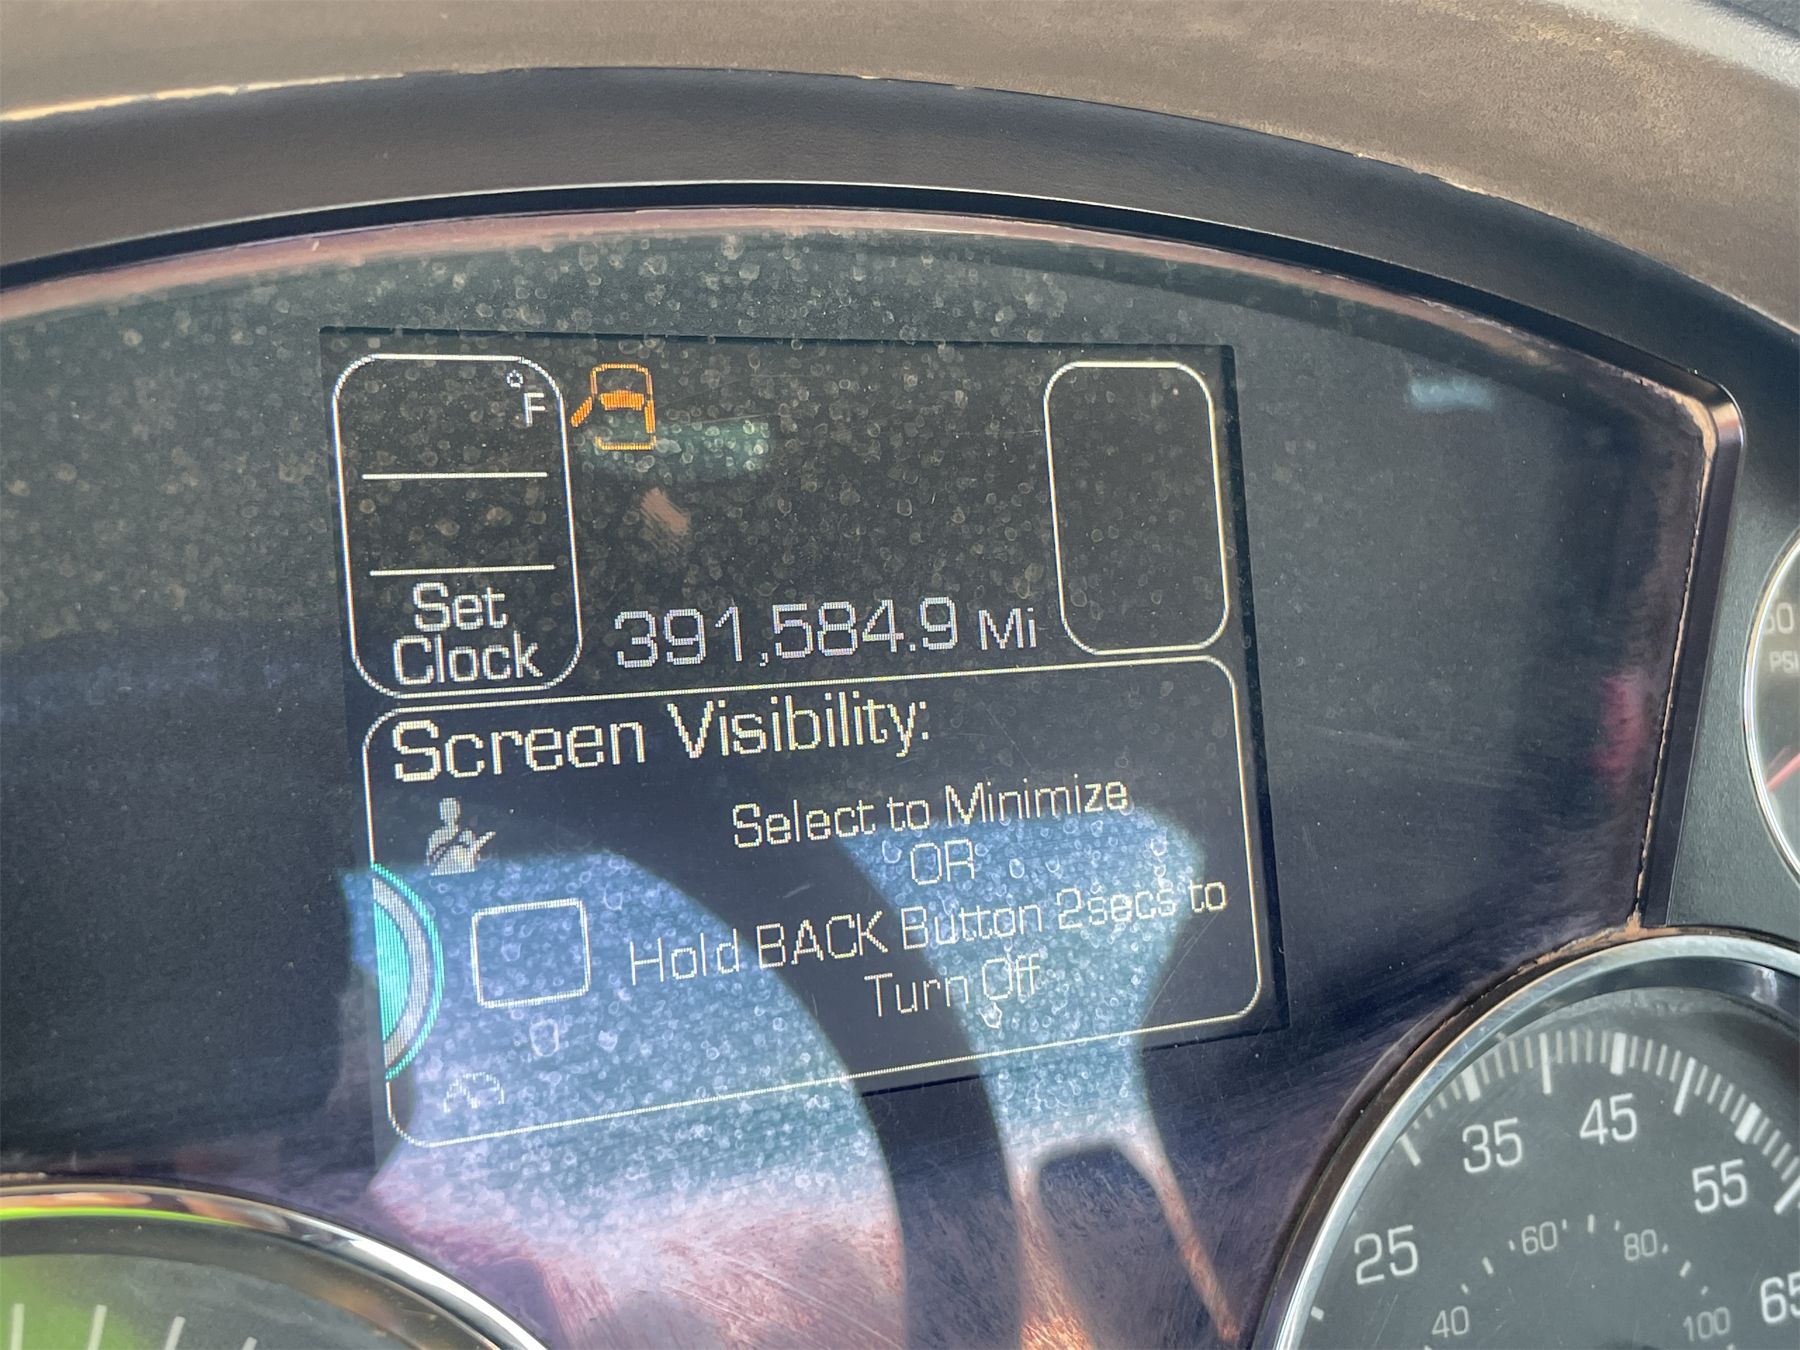 °F
Set
Clock
391,584.9 Mi
Screen Visibility:
Select to Minimize
OR
Hold BACK Button 2secs to
Turn Off
PSI
25
35
45
55
65
40
60
80
100